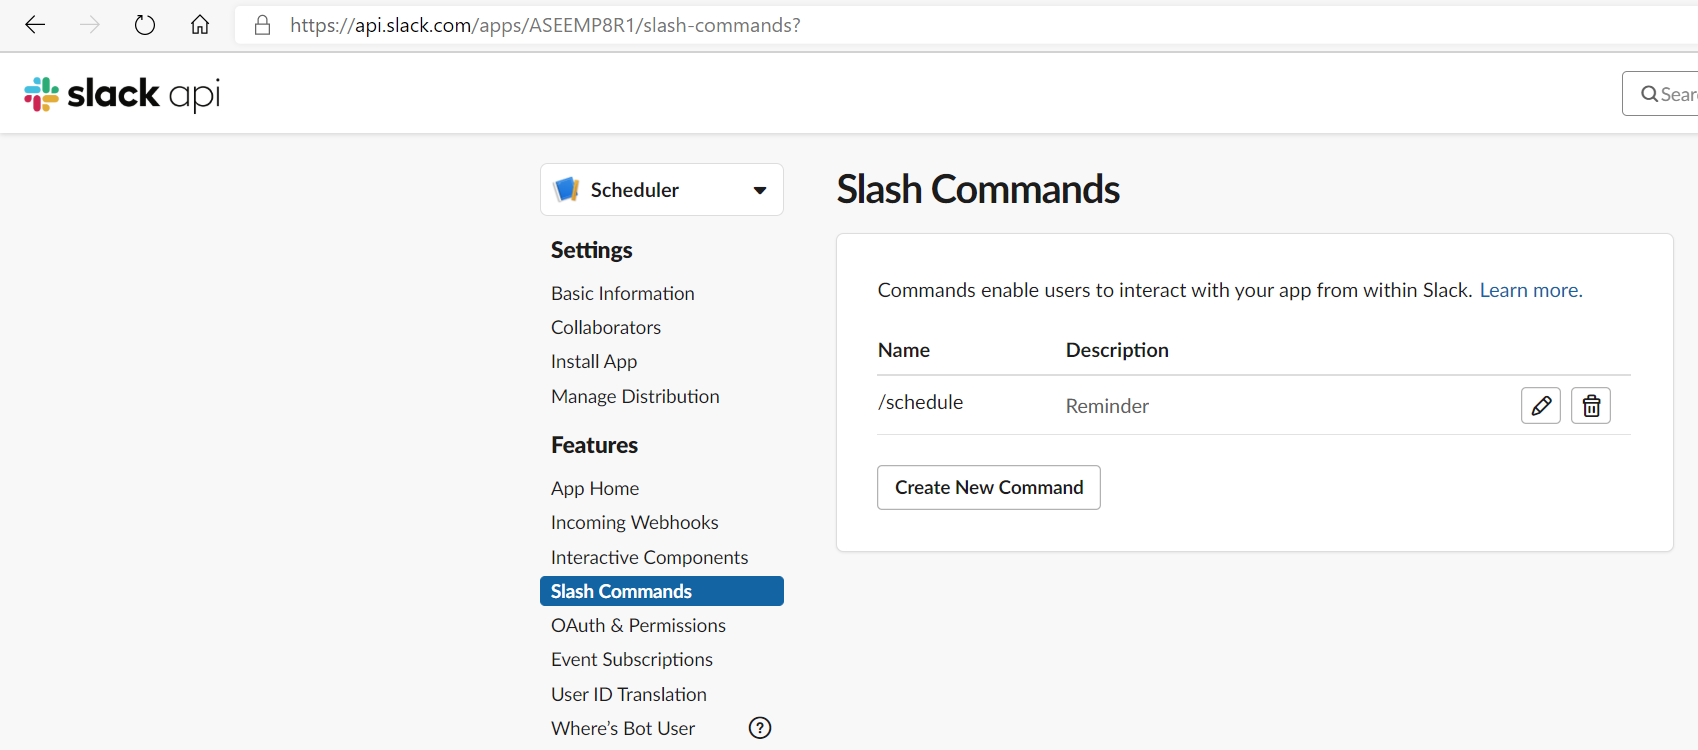 https://api.slack.com/apps/ASEEMP8R1/slash-commands?
slack api
Sear
Scheduler
Settings
Basic Information
Collaborators
Install App
Manage Distribution
Features
App Home
Incoming Webhooks
Interactive Components
Slash Commands
OAuth & Permissions
Event Subscriptions
User ID Translation
Where's Bot User
?
Slash Commands
Commands enable users to interact with your app from within Slack. Learn more.
Name Description
/schedule Reminder
Create New Command